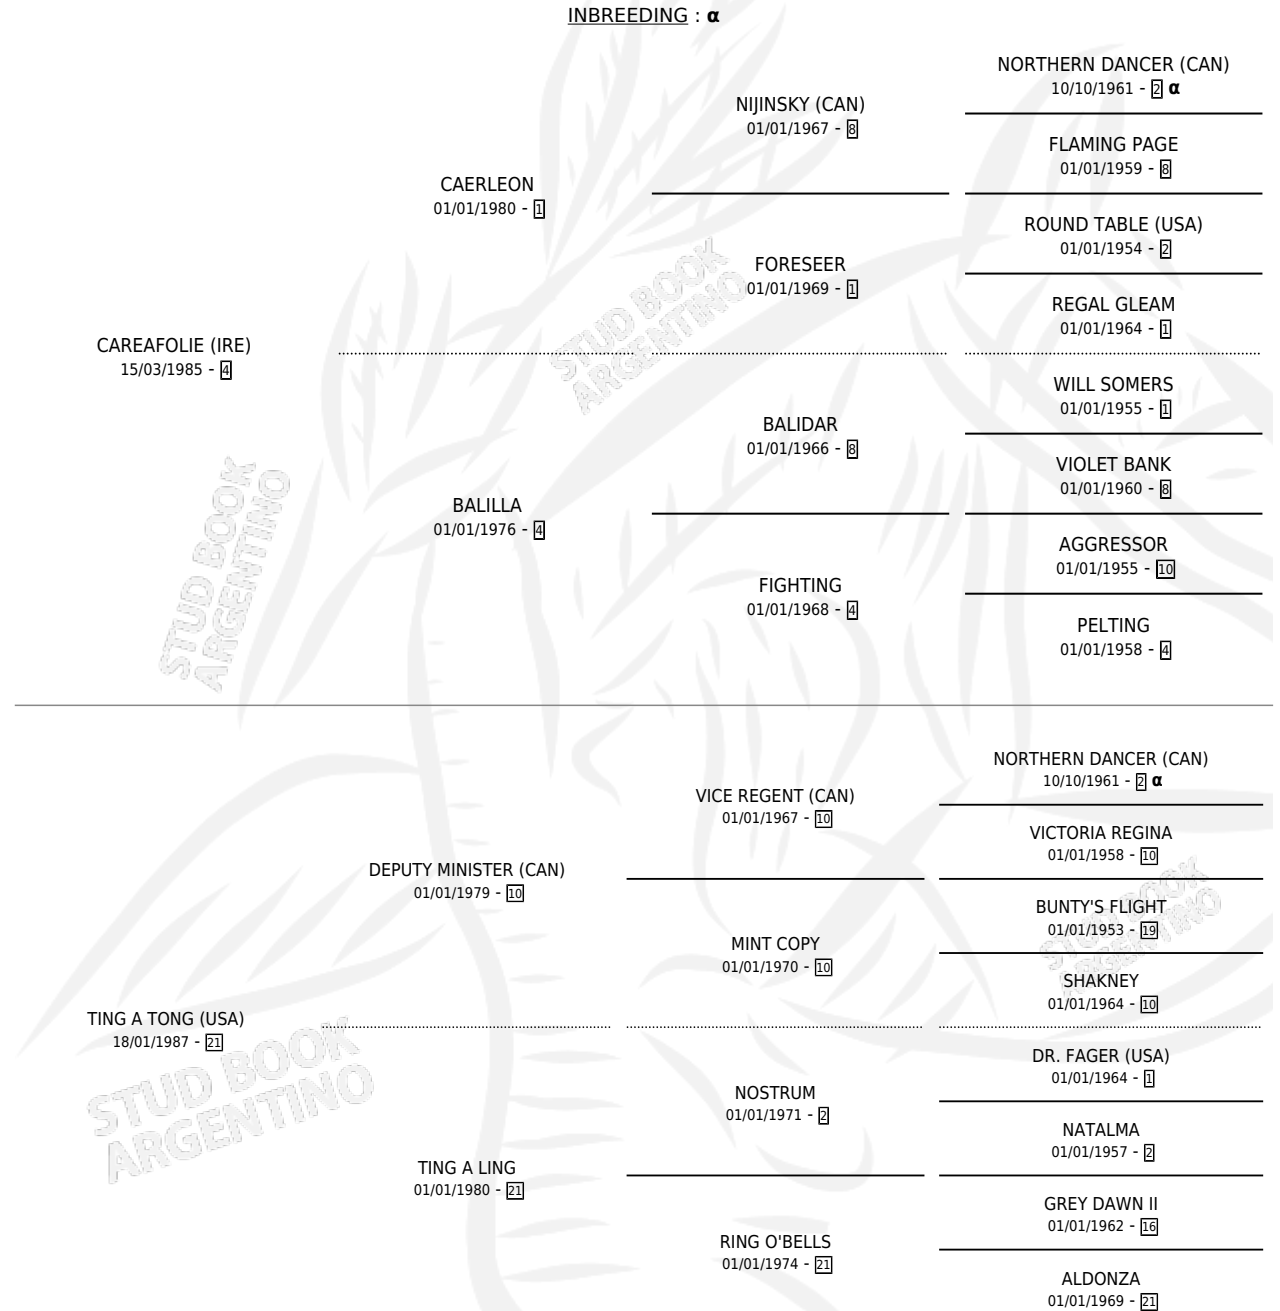 INBREEDING : α
NORTHERN DANCER (CAN)
10/10/1961 - 2 α
NIJINSKY (CAN)
01/01/1967 - 8
FLAMING PAGE
01/01/1959 - 8
CAERLEON
01/01/1980 - 1
ROUND TABLE (USA)
01/01/1954 - 2
FORESEER
01/01/1969 - 1
REGAL GLEAM
01/01/1964 - 1
CAREAFOLIE (IRE)
15/03/1985 - 4
WILL SOMERS
01/01/1955 - 1
BALIDAR
01/01/1966 - 8
VIOLET BANK
01/01/1960 - 8
BALILLA
01/01/1976 - 4
AGGRESSOR
01/01/1955 - 10
FIGHTING
01/01/1968 - 4
PELTING
01/01/1958 - 4
STUD BOOK
ARGENTINO
STUD BOOK
ARGENTINO
NORTHERN DANCER (CAN)
10/10/1961 - 2 α
VICE REGENT (CAN)
01/01/1967 - 10
VICTORIA REGINA
01/01/1958 - 10
DEPUTY MINISTER (CAN)
01/01/1979 - 10
BUNTY'S FLIGHT
01/01/1953 - 19
MINT COPY
01/01/1970 - 10
SHAKNEY
01/01/1964 - 10
TING A TONG (USA)
18/01/1987 - 21
DR. FAGER (USA)
01/01/1964 - 1
NOSTRUM
01/01/1971 - 2
NATALMA
01/01/1957 - 2
TING A LING
01/01/1980 - 21
GREY DAWN II
01/01/1962 - 16
RING O'BELLS
01/01/1974 - 21
ALDONZA
01/01/1969 - 21
STUD BOOK
ARGENTINO
STUD BOOK
ARGENTINO